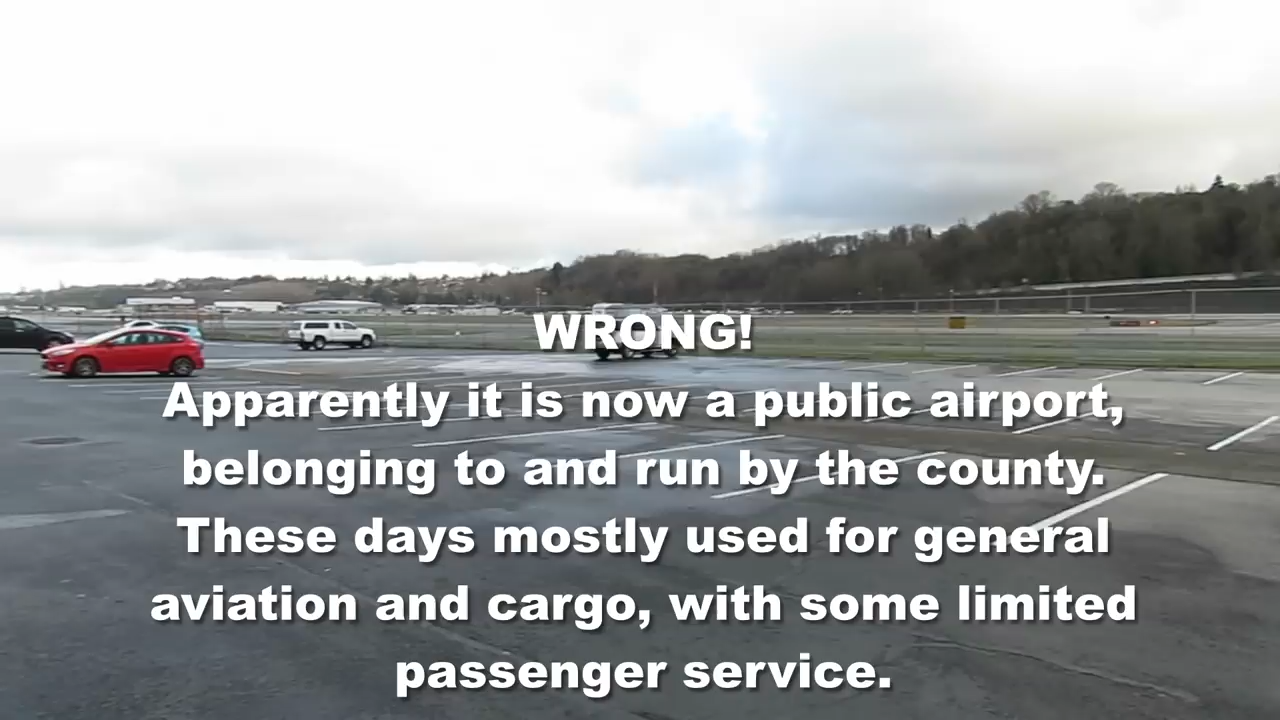 WRONG!
Apparently it is now a public airport,
belonging to and run by the county.
These days mostly used for general
aviation and cargo, with some limited
passenger service.